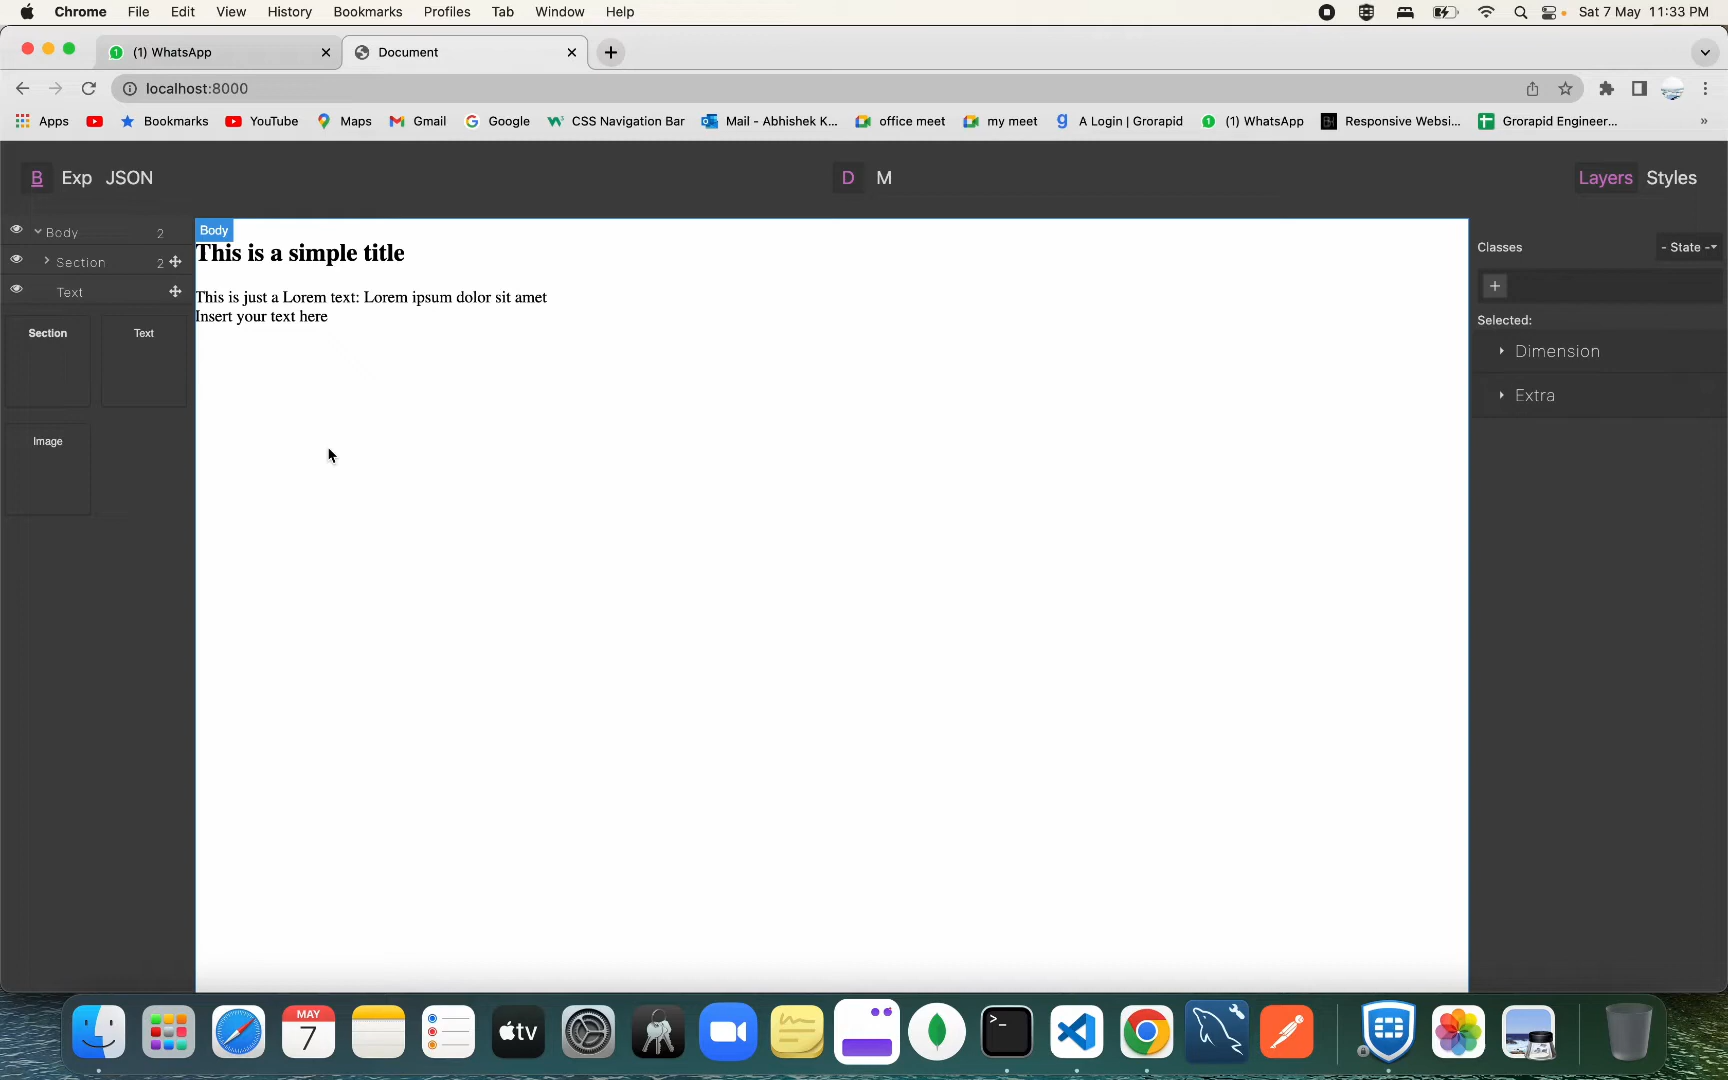 Chrome File Edit View History Bookmarks Profiles Tab Window Help Sat 7 May 11:33 PM
1 (1) WhatsApp Document
localhost:8000
Apps Bookmarks YouTube Maps Gmail Google CSS Navigation Bar Mail - Abhishek K... office meet my meet A Login | Grorapid (1) WhatsApp Responsive Websi... Grorapid Engineer... »
B Exp JSON D M Layers Styles
Body 2
Section 2
Text
Section Text
Image
Body
This is a simple title
This is just a Lorem text: Lorem ipsum dolor sit amet
Insert your text here
Classes - State -
+
Selected:
Dimension
Extra
MAY
7
tv
>_